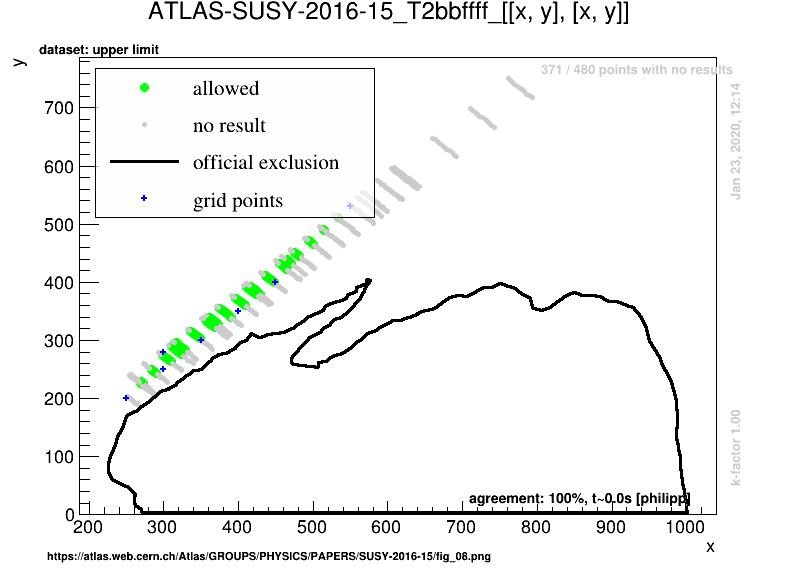 ATLAS-SUSY-2016-15_T2bbffff_[[x, y], [x, y]]
dataset: upper limit
y
371 / 480 points with no results
allowed
no result
official exclusion
grid points
Jan 23, 2020, 12:14
k-factor 1.00
700
600
500
400
300
200
100
0
agreement: 100%, t~0.0s [philipp]
200 300 400 500 600 700 800 900 1000
x
https://atlas.web.cern.ch/Atlas/GROUPS/PHYSICS/PAPERS/SUSY-2016-15/fig_08.png